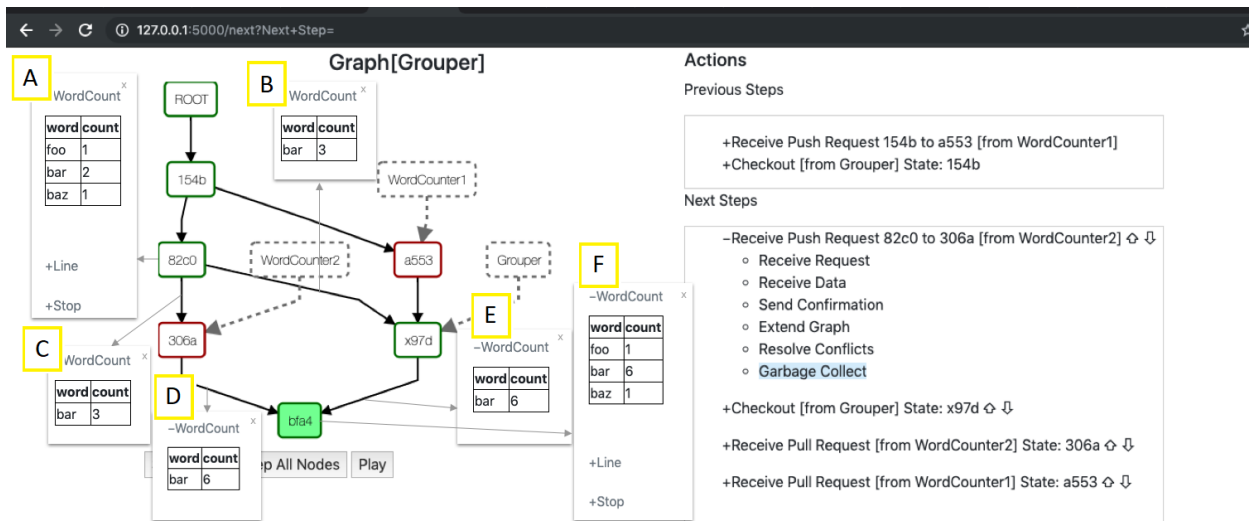 127.0.0.1:5000/next?Next+Step=
Graph[Grouper]
A
WordCount x
word count
foo 1
bar 2
baz 1
+Line
+Stop
ROOT
B
WordCount x
word count
bar 3
154b
WordCounter1
82c0
WordCounter2
a553
Grouper
306a
x97d
bfa4
C
WordCount x
word count
bar 3
D
−WordCount x
word count
bar 6
E
−WordCount x
word count
bar 6
F
−WordCount x
word count
foo 1
bar 6
baz 1
+Line
+Stop
ep All Nodes
Play
Actions
Previous Steps
+Receive Push Request 154b to a553 [from WordCounter1]
+Checkout [from Grouper] State: 154b
Next Steps
−Receive Push Request 82c0 to 306a [from WordCounter2]
Receive Request
Receive Data
Send Confirmation
Extend Graph
Resolve Conflicts
Garbage Collect
+Checkout [from Grouper] State: x97d
+Receive Pull Request [from WordCounter2] State: 306a
+Receive Pull Request [from WordCounter1] State: a553